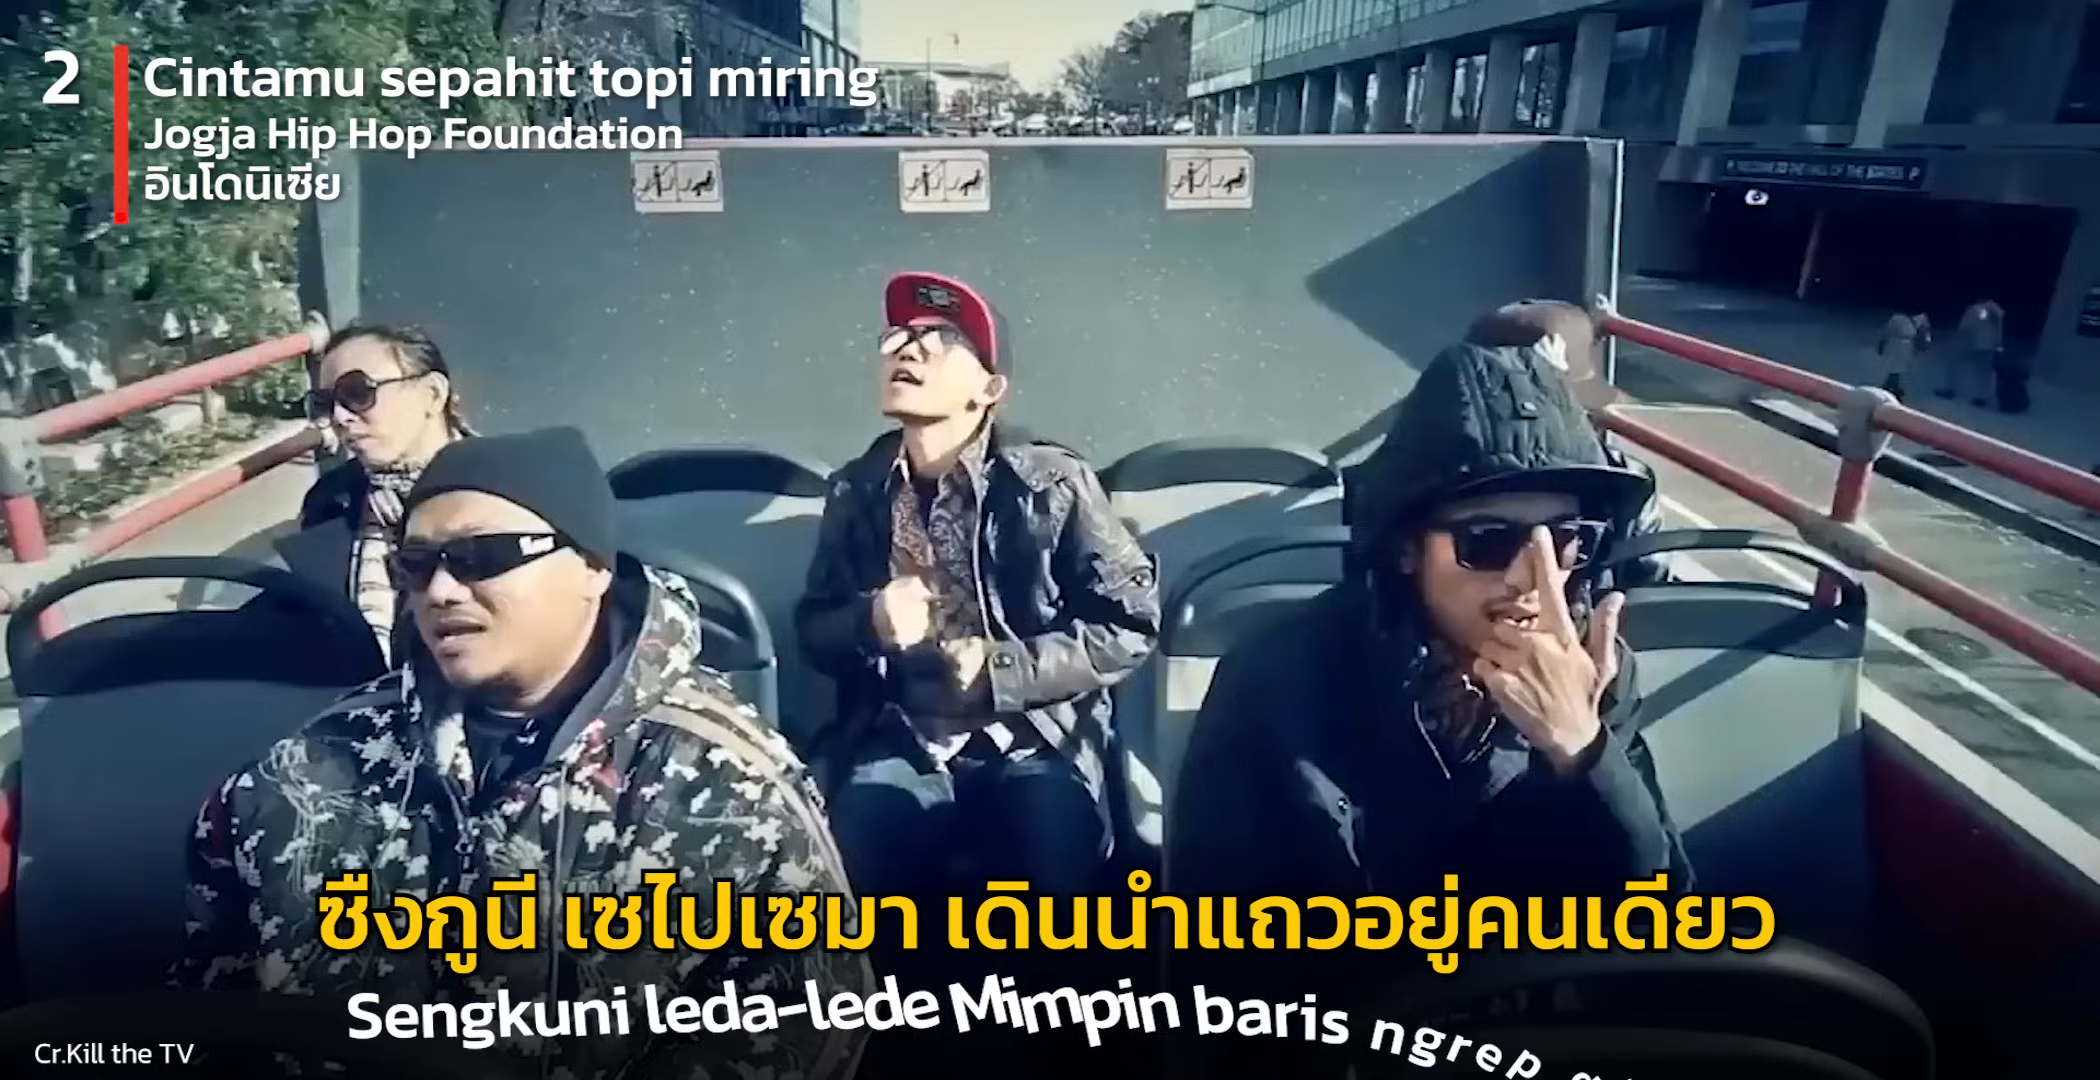 2
Cintamu sepahit topi miring
Jogja Hip Hop Foundation
อินโดนิเซีย
ซึงกูนี เซไปเซมา เดินนำแถวอยู่คนเดียว
Sengkuni leda-lede Mimpin baris ngrep
Cr.Kill the TV